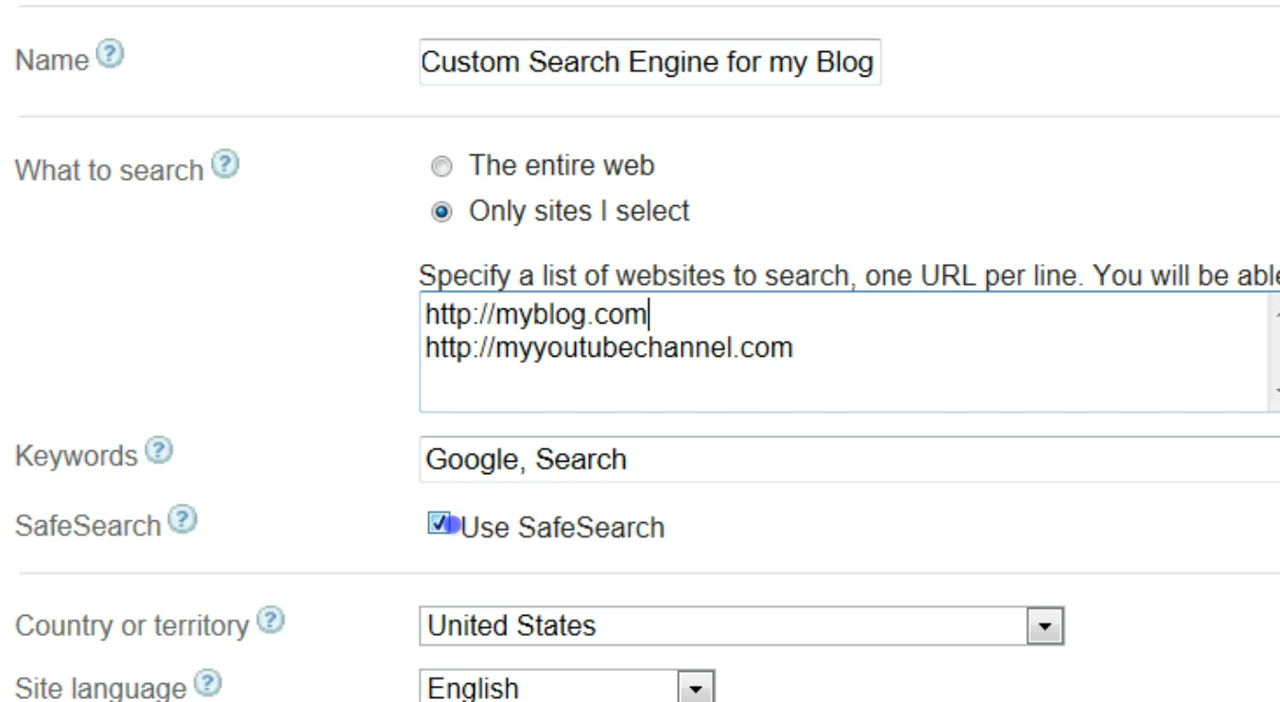 Name ?
Custom Search Engine for my Blog
What to search ?
The entire web
Only sites I select
Specify a list of websites to search, one URL per line. You will be able
http://myblog.com
http://myyoutubechannel.com
Keywords ?
Google, Search
SafeSearch ?
Use SafeSearch
Country or territory ?
United States
Site language ?
English